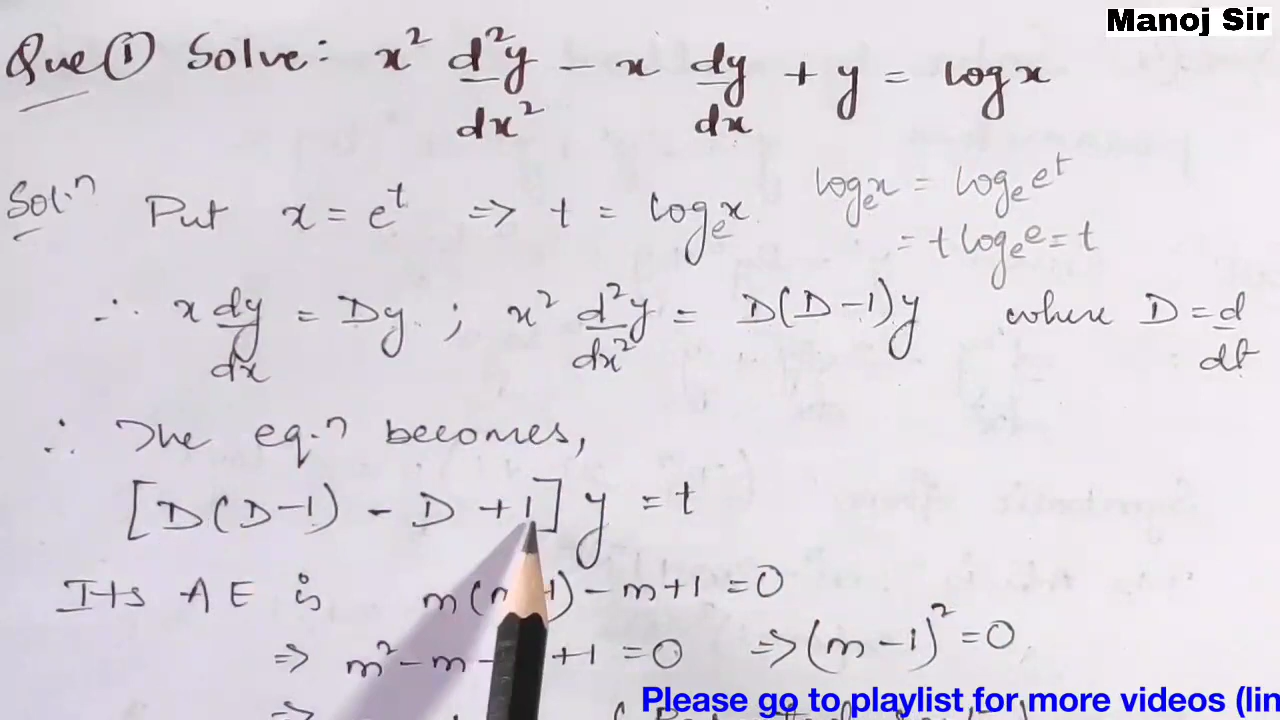 Manoj Sir
Que ① Solve: x² d²y/dx² - x dy/dx + y = log x
Sol.ⁿ Put x = eᵗ ⇒ t = logₑx
logₑx = logₑeᵗ
= t logₑe = t
∴ x dy/dx = Dy ; x² d²y/dx² = D(D-1)y where D = d/dt
∴ The eq.ⁿ becomes,
[D(D-1) - D +1] y = t
Its AE is m(m-1) - m+1 = 0
⇒ m² - m - +1 = 0 ⇒ (m-1)² = 0
⇒
Please go to playlist for more videos (lin